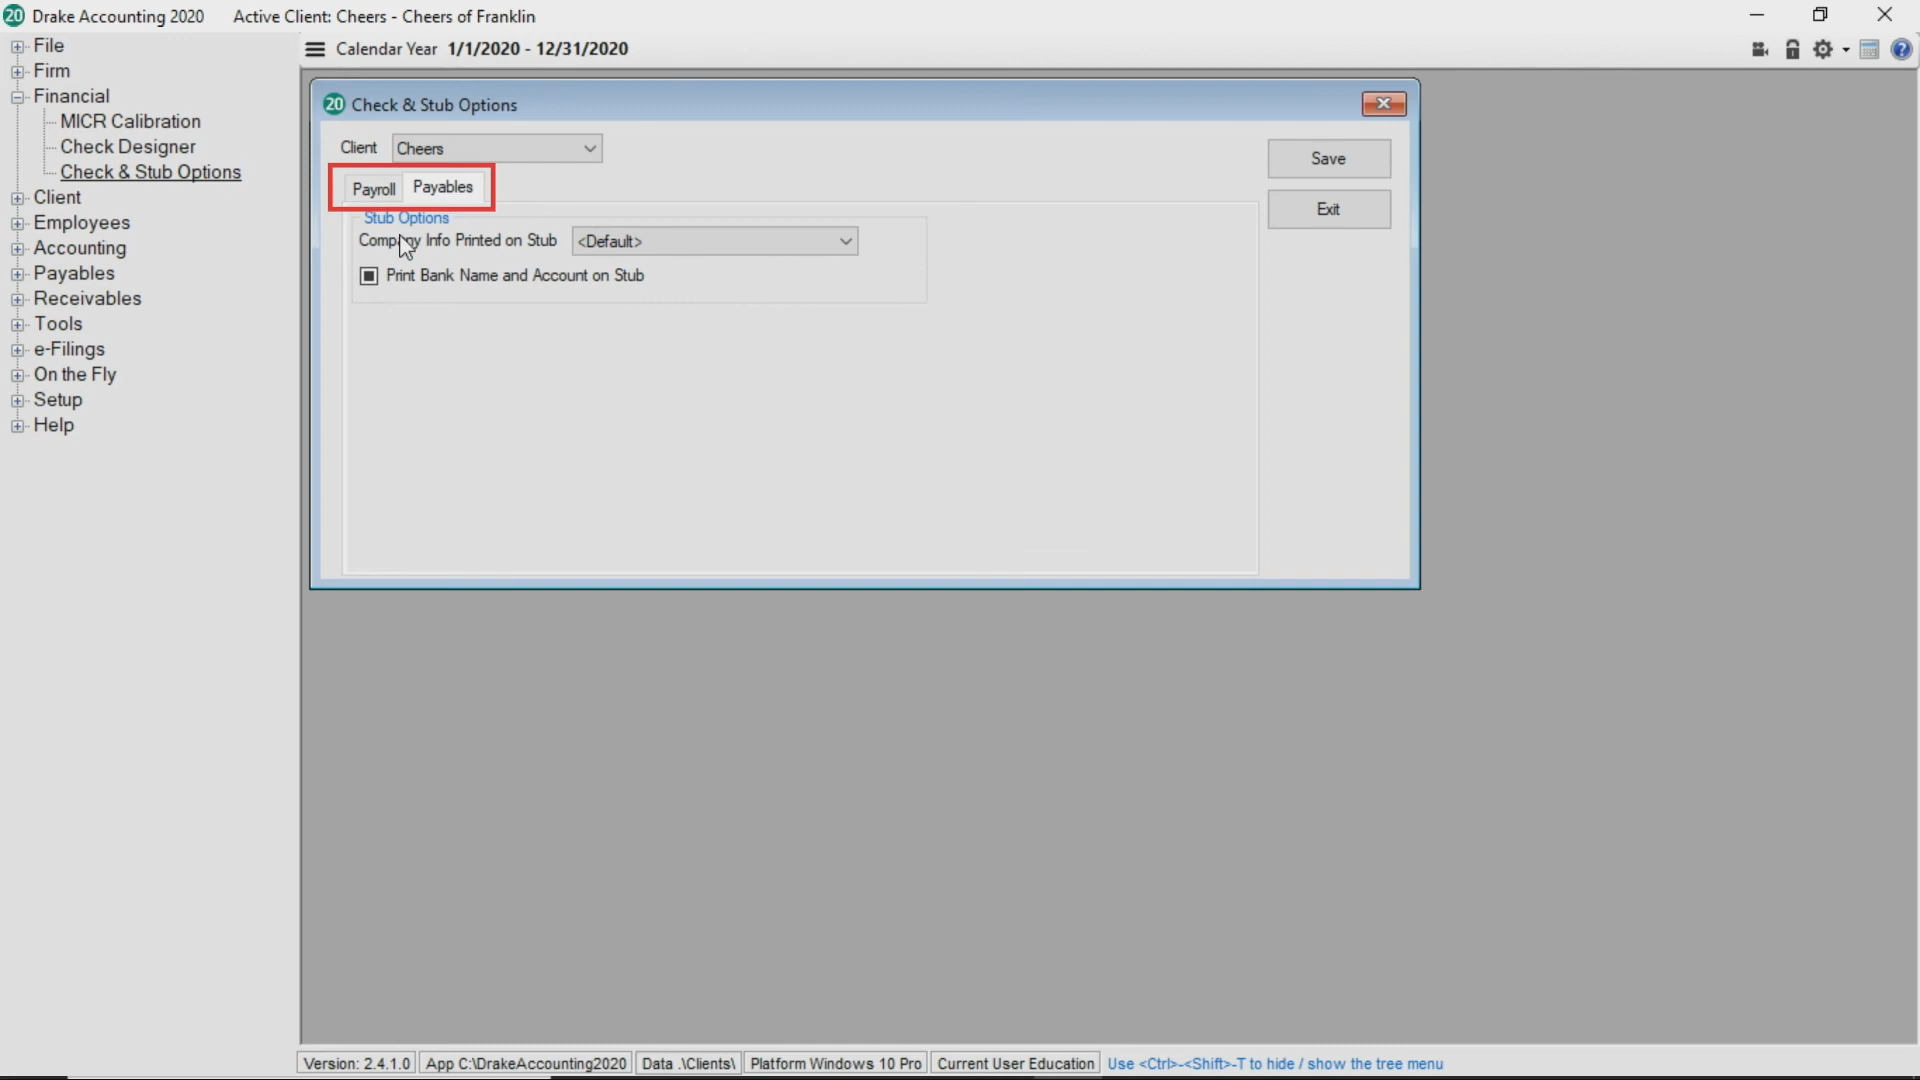 20 Drake Accounting 2020 Active Client: Cheers - Cheers of Franklin
File
Calendar Year 1/1/2020 - 12/31/2020
Firm
Financial
MICR Calibration
Check Designer
Check & Stub Options
Client
Employees
Accounting
Payables
Receivables
Tools
e-Filings
On the Fly
Setup
Help
20 Check & Stub Options
Client Cheers
Save
Payroll Payables
Exit
Stub Options
Company Info Printed on Stub <Default>
Print Bank Name and Account on Stub
Version: 2.4.1.0 App C:\DrakeAccounting2020 Data .\Clients\ Platform Windows 10 Pro Current User Education Use <Ctrl>-<Shift>-T to hide / show the tree menu